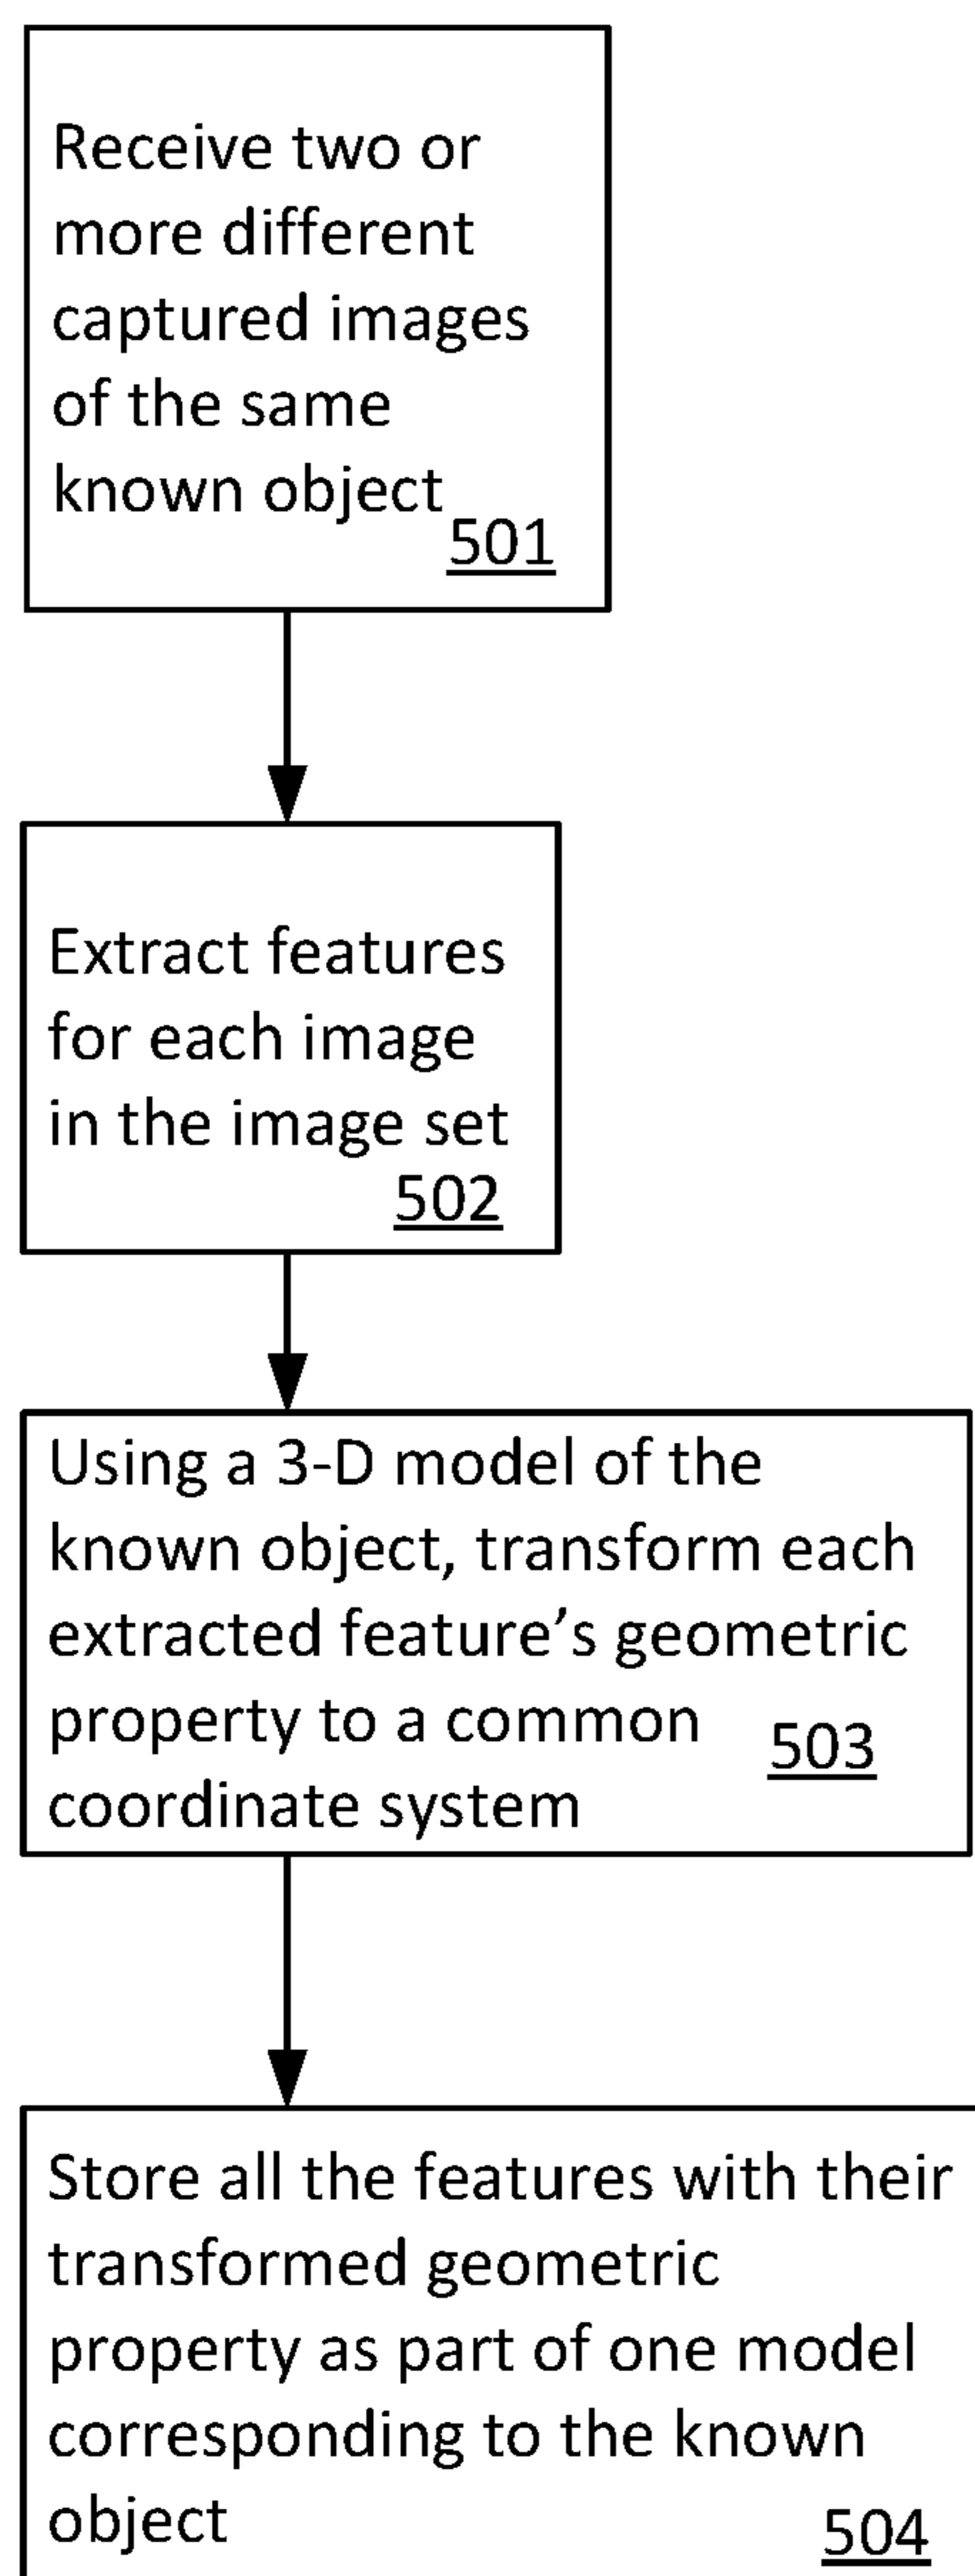 Receive two or
more different
captured images
of the same
known object
501
Extract features
for each image
in the image set
502
Using a 3-D model of the
known object, transform each
extracted feature’s geometric
property to a common
503
coordinate system
Store all the features with their
transformed geometric
property as part of one model
corresponding to the known
object
504